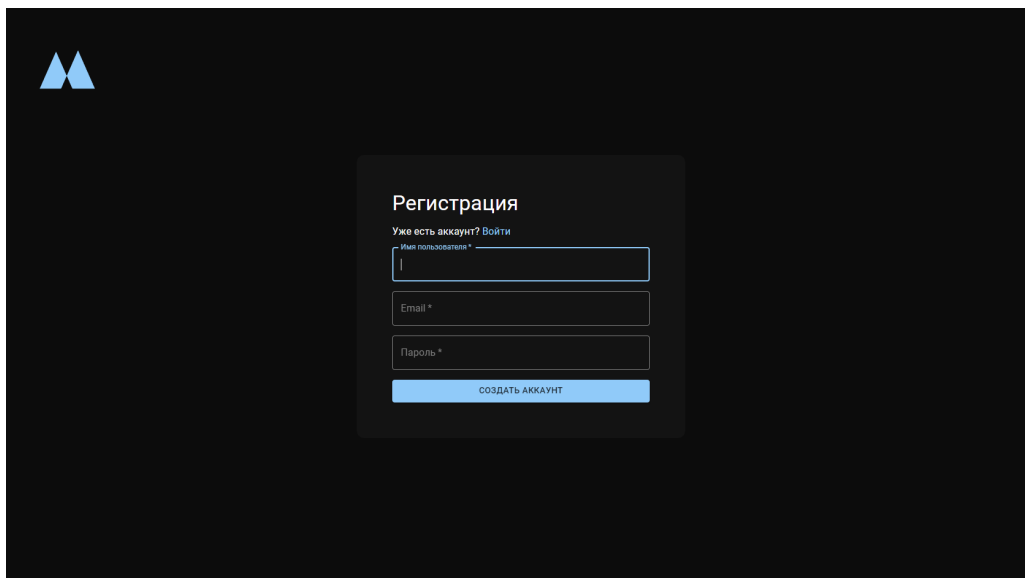 Регистрация
Уже есть аккаунт? Войти
Имя пользователя *
Email *
Пароль *
СОЗДАТЬ АККАУНТ